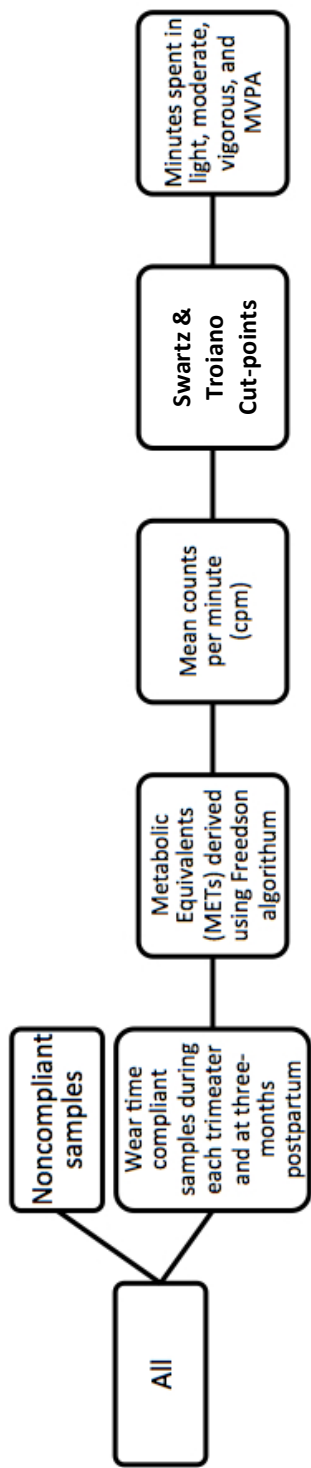 All
Noncompliant
samples
Wear time
compliant
samples during
each trimeater
and at three-
months
postpartum
Metabolic
Equivalents
(METs) derived
using Freedson
algorithum
Mean counts
per minute
(cpm)
Swartz &
Troiano
Cut-points
Minutes spent in
light, moderate,
vigorous, and
MVPA